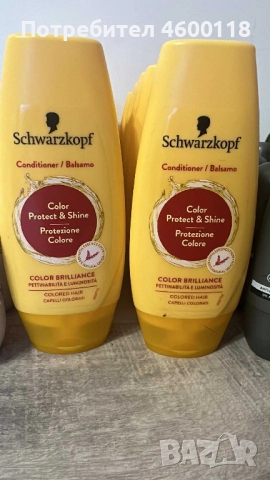 Потребител 4600118
Schwarzkopf
Conditioner / Balsamo
Color
Protect & Shine
Protezione
Colore
COLOR BRILLIANCE
PETTINABILITÀ E LUMINOSITÀ
COLORED HAIR
CAPELLI COLORATI
Schwarzkopf
Conditioner / Balsamo
Color
Protect & Shine
Protezione
Colore
COLOR BRILLIANCE
PETTINABILITÀ E LUMINOSITÀ
COLORED HAIR
CAPELLI COLORATI
BAZAR